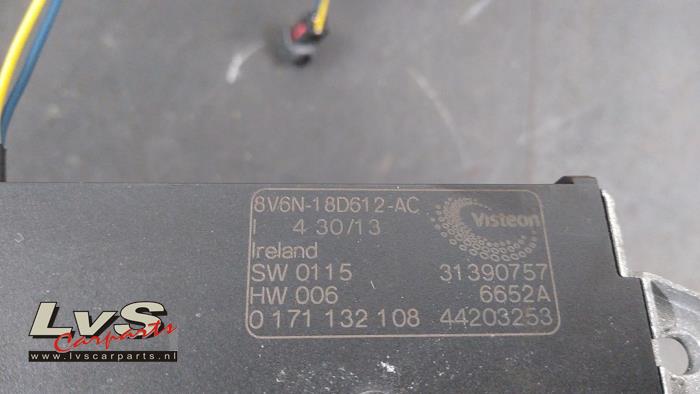 8V6N-18D612-AC
Visteon
I 4 30/13
Ireland
SW 0115 31390757
HW 006 6652A
0 171 132 108 44203253
LvS
Carparts
www.lvscarparts.nl